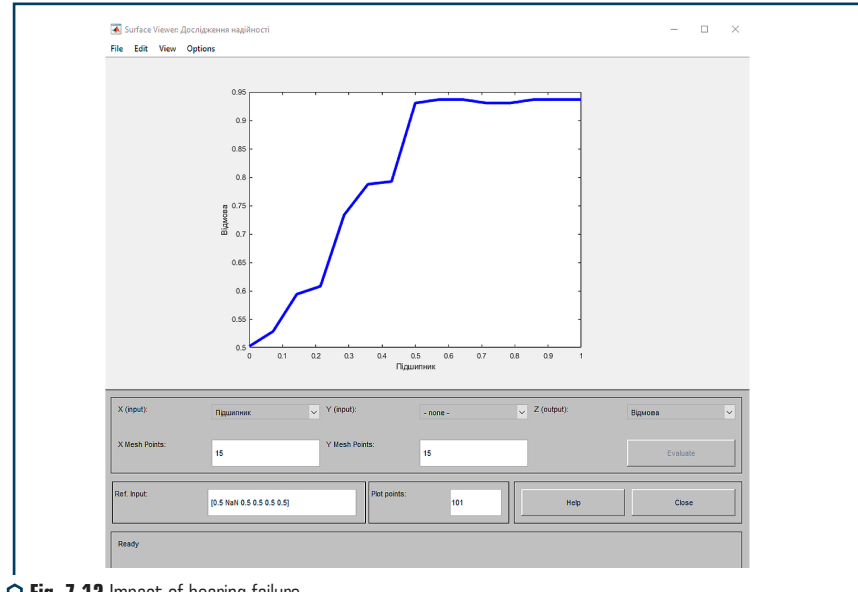 Surface Viewer: Дослідження надійності
File Edit View Options
0.95
0.9
0.85
0.8
0.75
0.7
0.65
0.6
0.55
0.5
Відмова
0 0.1 0.2 0.3 0.4 0.5 0.6 0.7 0.8 0.9 1
Підшипник
X (input): Підшипник Y (input): - none - Z (output): Відмова
X Mesh Points: 15 Y Mesh Points: 15 Evaluate
Ref. Input: [0.5 NaN 0.5 0.5 0.5 0.5] Plot points: 101 Help Close
Ready
Fig. 7.12 Impact of bearing failure